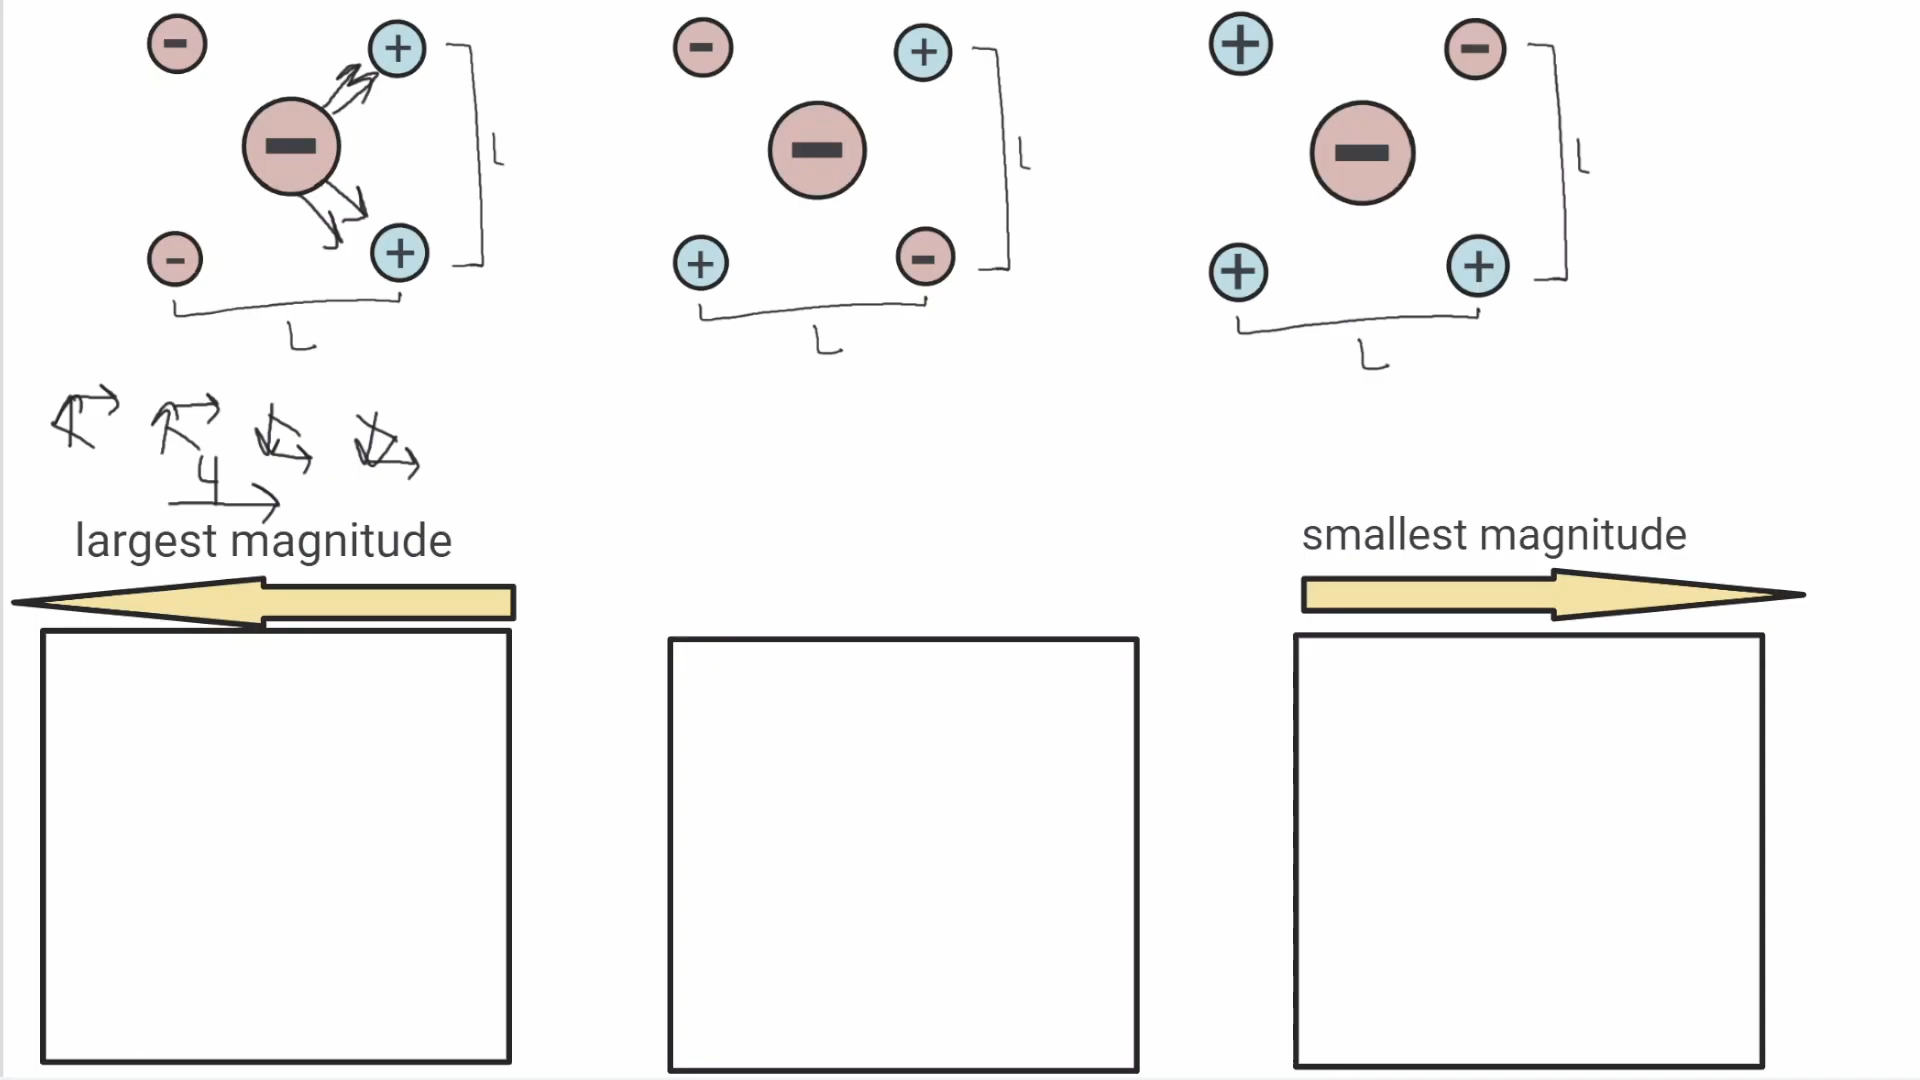 - + - + + -
- - -
L L L
- + + - + +
L L L
4
largest magnitude
smallest magnitude